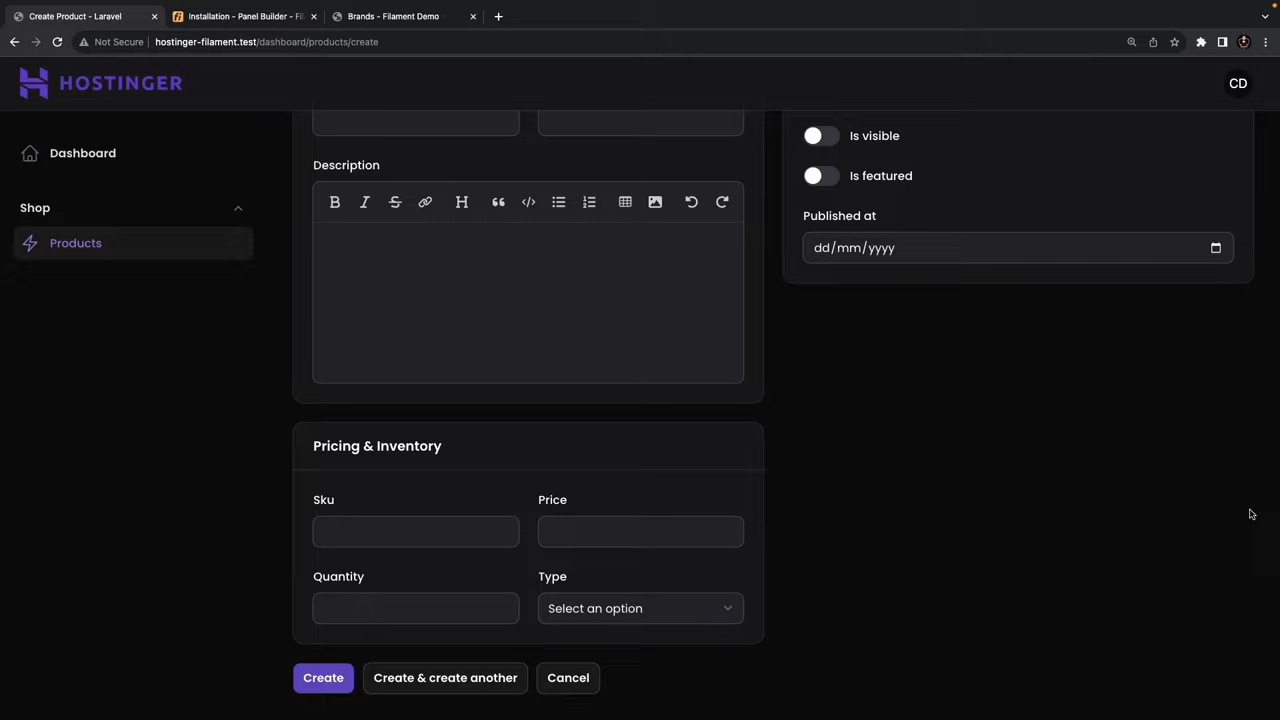 Create Product - Laravel
Installation - Panel Builder - Fil
Brands - Filament Demo
Not Secure
hostinger-filament.test/dashboard/products/create
HOSTINGER
CD
Dashboard
Shop
Products
Description
B I S H
Is visible
Is featured
Published at
dd/mm/yyyy
Pricing & Inventory
Sku
Price
Quantity
Type
Select an option
Create
Create & create another
Cancel